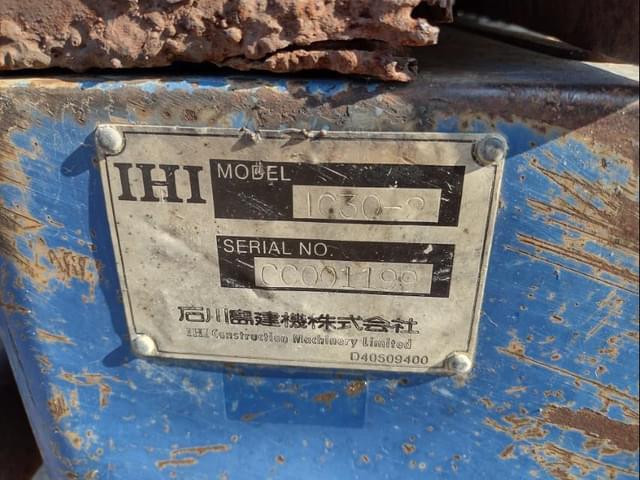 IHI
MODEL
IC30-2
SERIAL NO.
CC001199
石川島建機株式会社
IHI Construction Machinery Limited
D40509400